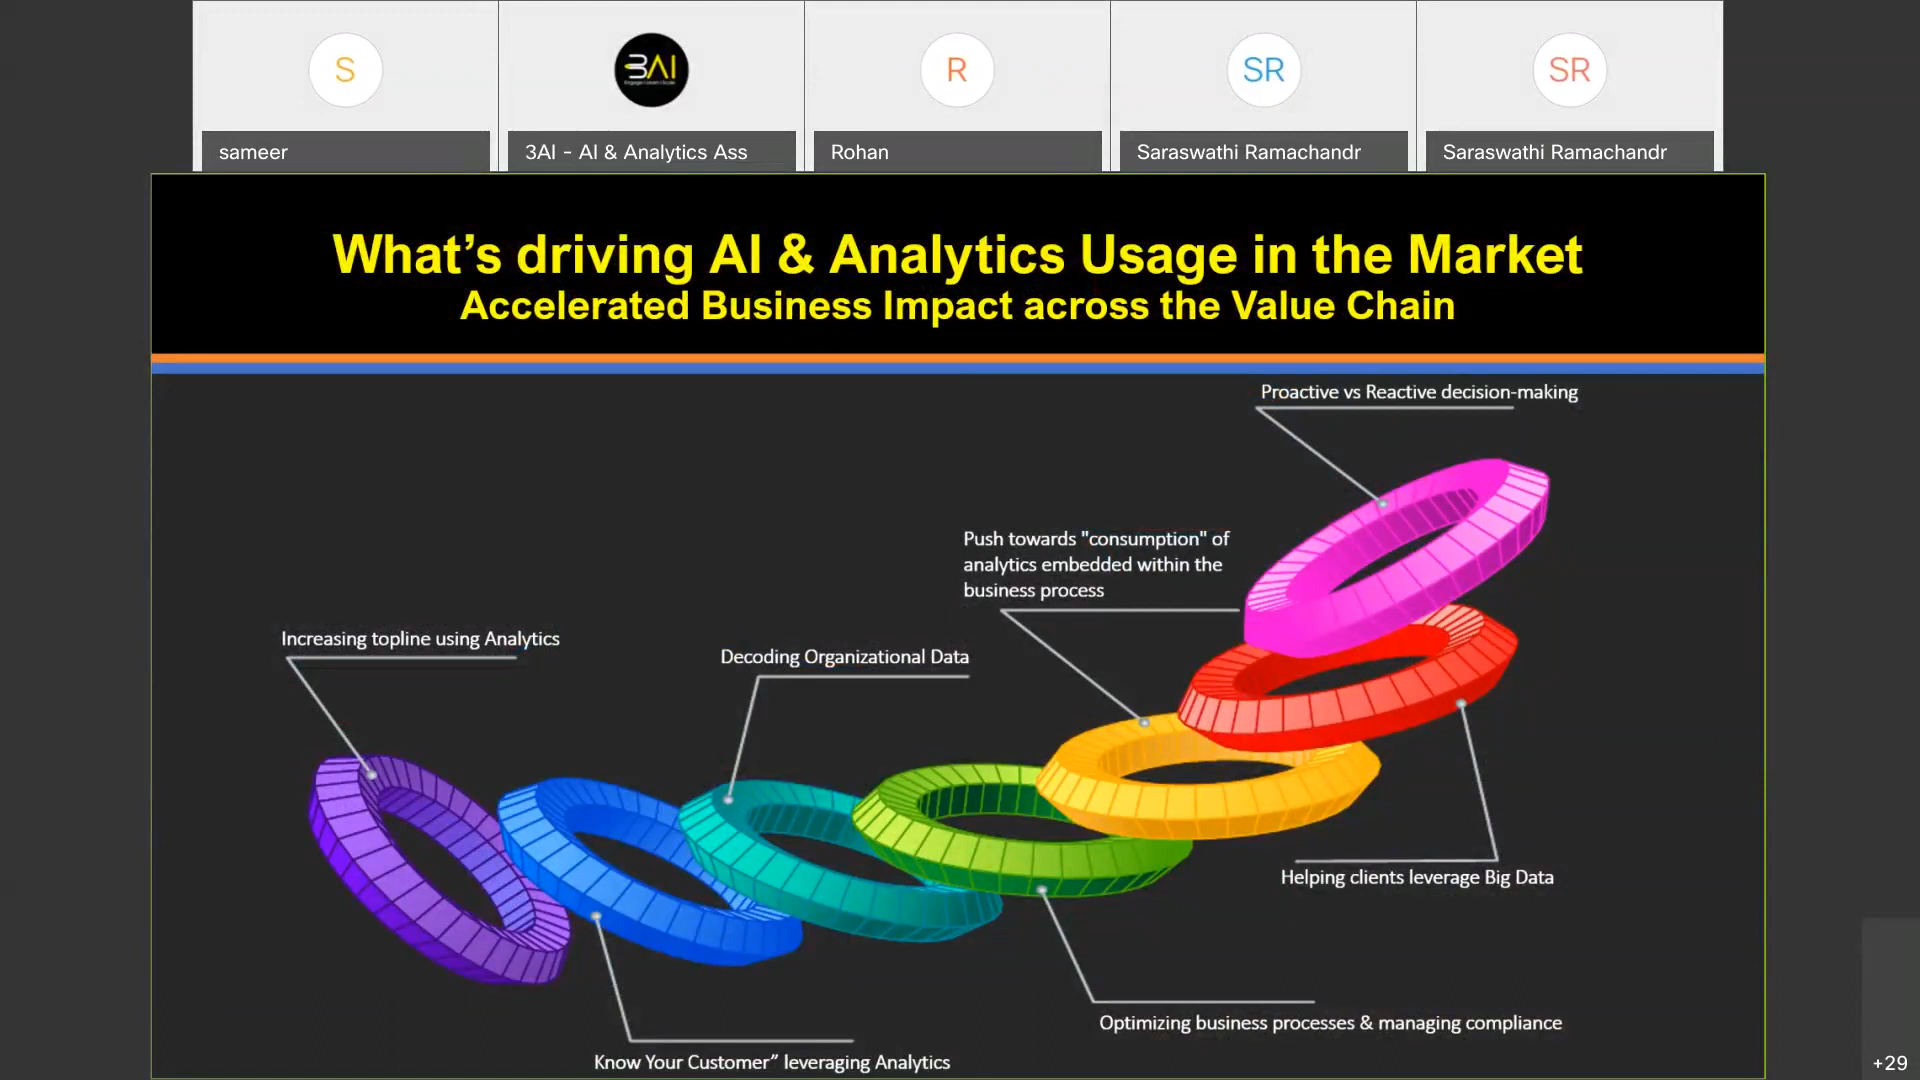 S
3AI
R
SR
SR
sameer
3AI - AI & Analytics Ass
Rohan
Saraswathi Ramachandr
Saraswathi Ramachandr
What’s driving AI & Analytics Usage in the Market
Accelerated Business Impact across the Value Chain
Proactive vs Reactive decision-making
Push towards "consumption" of
analytics embedded within the
business process
Increasing topline using Analytics
Decoding Organizational Data
Helping clients leverage Big Data
Optimizing business processes & managing compliance
Know Your Customer” leveraging Analytics
+29